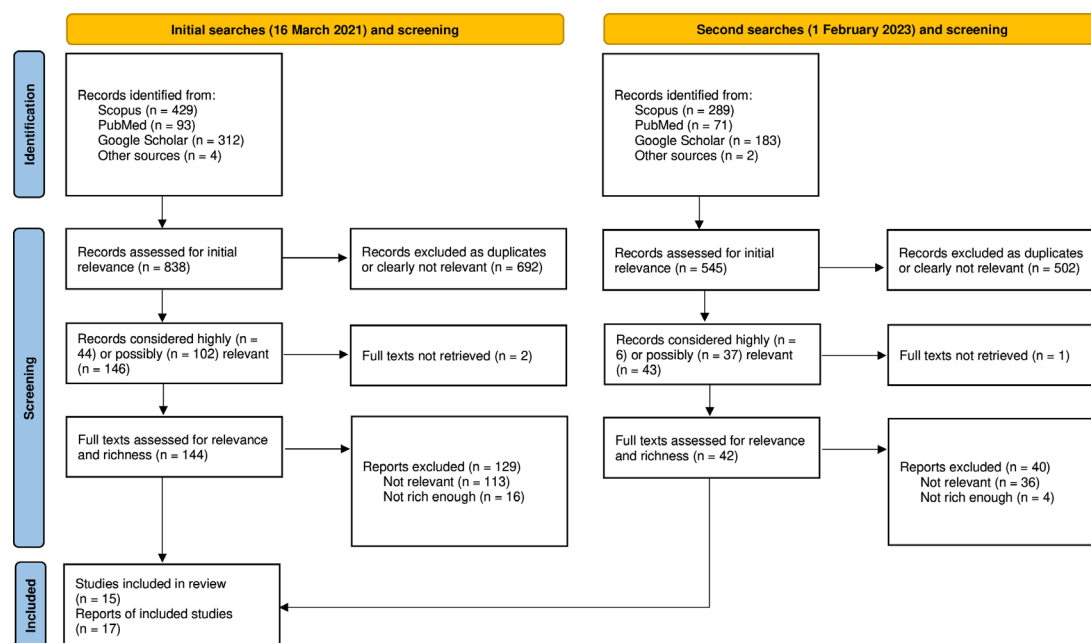 Initial searches (16 March 2021) and screening
Second searches (1 February 2023) and screening
Identification
Records identified from:
Scopus (n = 429)
PubMed (n = 93)
Google Scholar (n = 312)
Other sources (n = 4)
Records identified from:
Scopus (n = 289)
PubMed (n = 71)
Google Scholar (n = 183)
Other sources (n = 2)
Screening
Records assessed for initial
relevance (n = 838)
Records excluded as duplicates
or clearly not relevant (n = 692)
Records assessed for initial
relevance (n = 545)
Records excluded as duplicates
or clearly not relevant (n = 502)
Records considered highly (n =
44) or possibly (n = 102) relevant
(n = 146)
Full texts not retrieved (n = 2)
Records considered highly (n =
6) or possibly (n = 37) relevant
(n = 43)
Full texts not retrieved (n = 1)
Full texts assessed for relevance
and richness (n = 144)
Reports excluded (n = 129)
Not relevant (n = 113)
Not rich enough (n = 16)
Full texts assessed for relevance
and richness (n = 42)
Reports excluded (n = 40)
Not relevant (n = 36)
Not rich enough (n = 4)
Included
Studies included in review
(n = 15)
Reports of included studies
(n = 17)